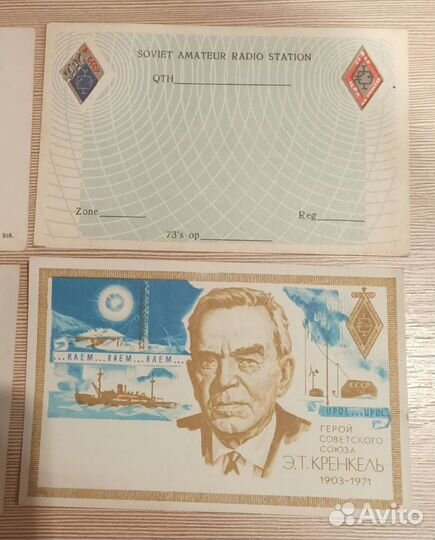 SOVIET AMATEUR RADIO STATION
QTH
Zone
Reg
73's op
...RAEM...RAEM...RAEM...
СССР
UPOL...UPOL
ГЕРОЙ
СОВЕТСКОГО
СОЮЗА
Э.Т.КРЕНКЕЛЬ
1903-1971
Avito